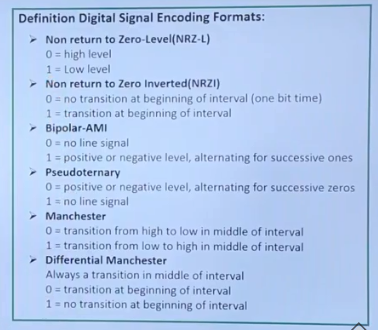 Definition Digital Signal Encoding Formats:
➢ Non return to Zero-Level(NRZ-L)
0 = high level
1 = Low level
➢ Non return to Zero Inverted(NRZI)
0 = no transition at beginning of interval (one bit time)
1 = transition at beginning of interval
➢ Bipolar-AMI
0 = no line signal
1 = positive or negative level, alternating for successive ones
➢ Pseudoternary
0 = positive or negative level, alternating for successive zeros
1 = no line signal
➢ Manchester
0 = transition from high to low in middle of interval
1 = transition from low to high in middle of interval
➢ Differential Manchester
Always a transition in middle of interval
0 = transition at beginning of interval
1 = no transition at beginning of interval